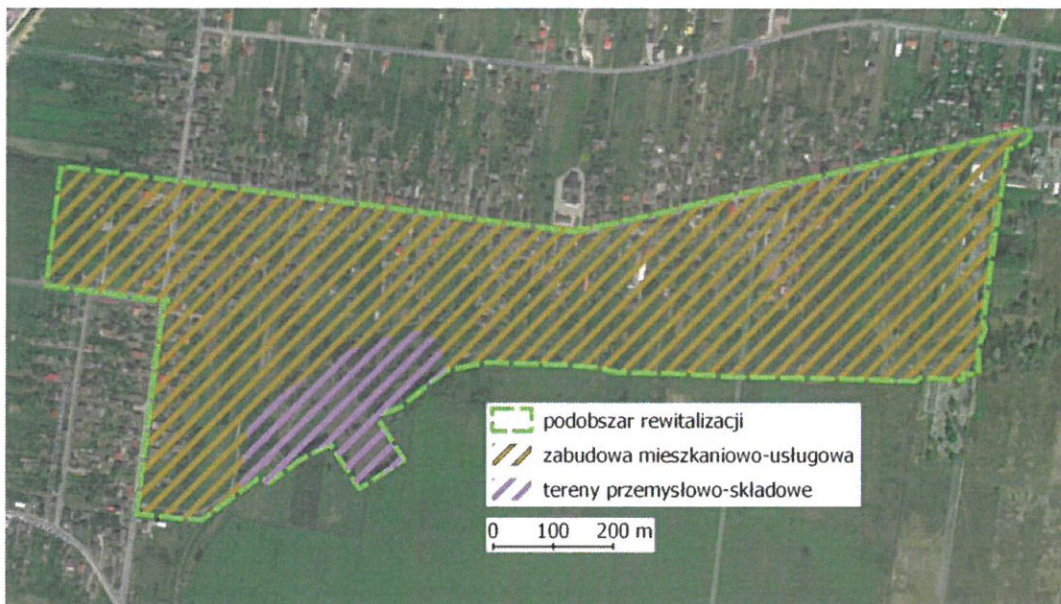 podobszar rewitalizacji
zabudowa mieszkaniowo-usługowa
tereny przemysłowo-składowe
0 100 200 m